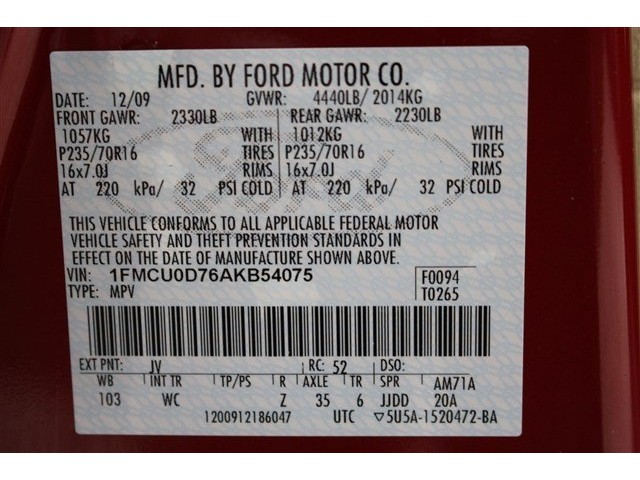 MFD. BY FORD MOTOR CO.
DATE: 12/09 GVWR: 4440LB/ 2014KG
FRONT GAWR: 2330LB REAR GAWR: 2230LB
1057KG WITH 1012KG WITH
P235/70R16 TIRES P235/70R16 TIRES
16x7.0J RIMS 16x7.0J RIMS
AT 220 kPa/ 32 PSI COLD AT 220 kPa/ 32 PSI COLD
THIS VEHICLE CONFORMS TO ALL APPLICABLE FEDERAL MOTOR
VEHICLE SAFETY AND THEFT PREVENTION STANDARDS IN
EFFECT ON THE DATE OF MANUFACTURE SHOWN ABOVE.
VIN: 1FMCU0D76AKB54075 F0094
TYPE: MPV T0265
EXT PNT: JV RC: 52 DSO:
WB INT TR TP/PS R AXLE TR SPR AM71A
103 WC Z 35 6 JJDD 20A
1200912186047 UTC ▽5U5A-1520472-BA